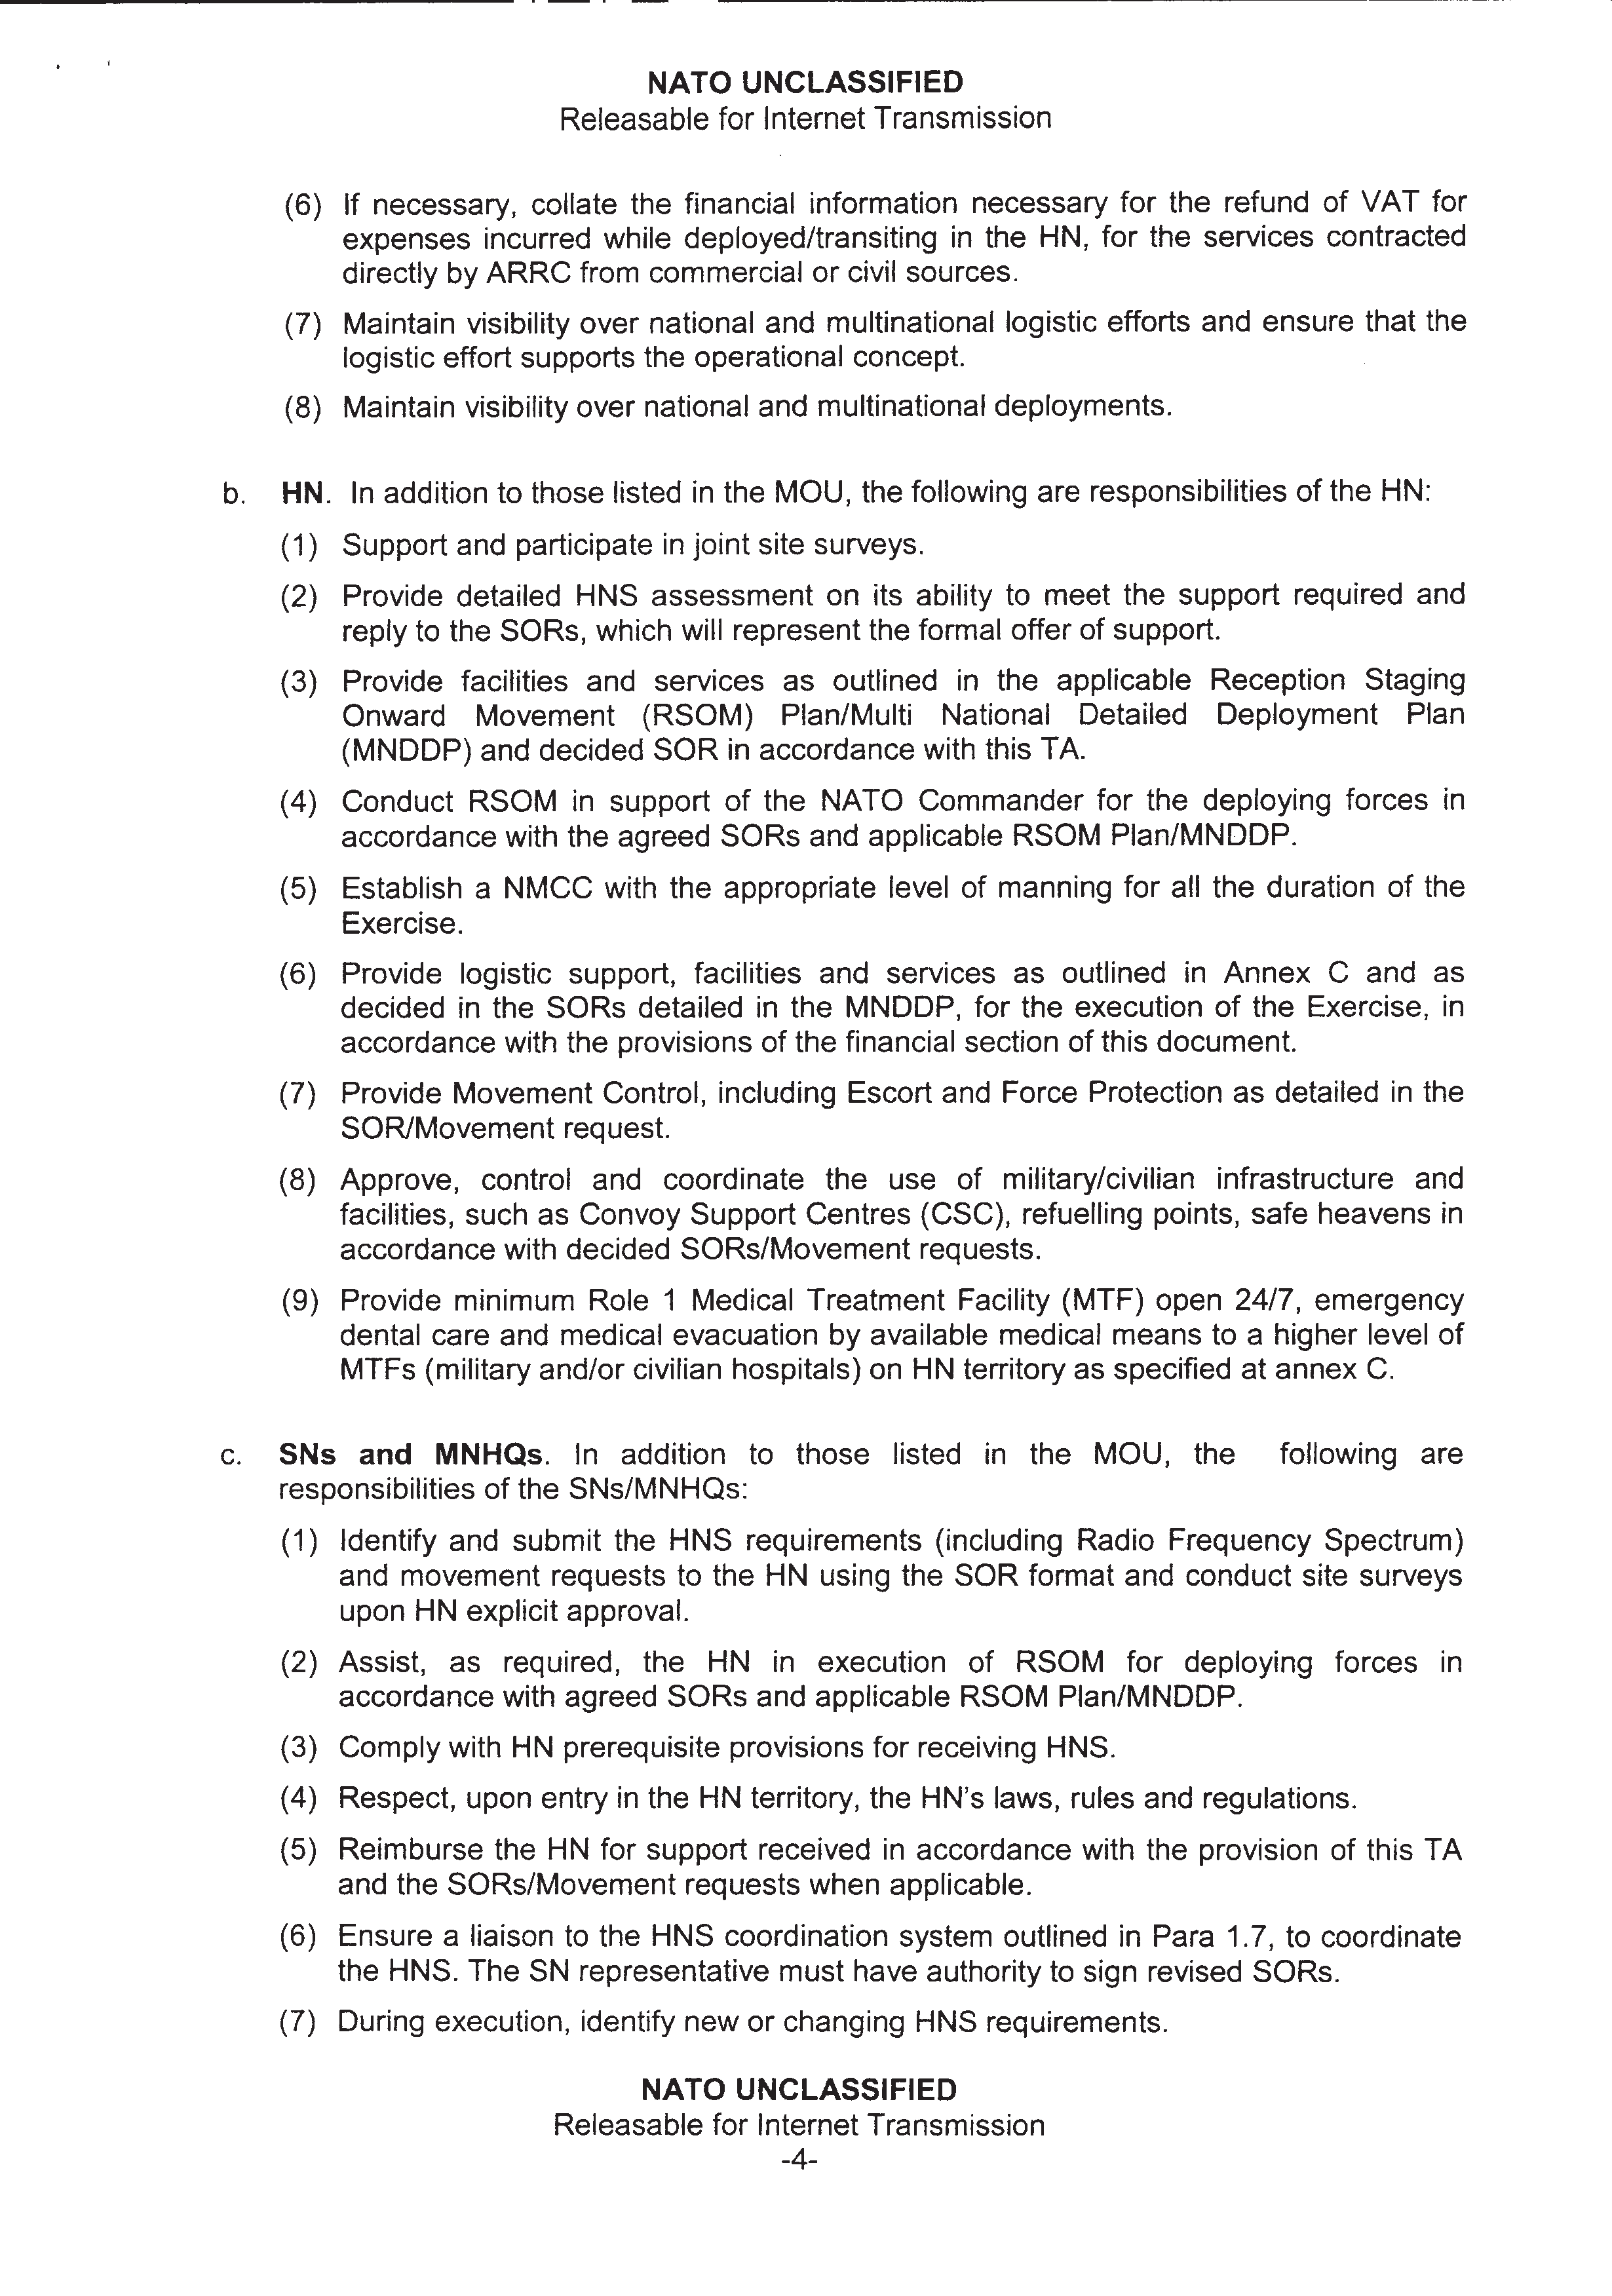 NATO UNCLASSIFIED
Releasable for Internet Transmission
(6) If necessary, collate the financial information necessary for the refund of VAT for
expenses incurred while deployed/transiting in the HN, for the services contracted
directly by ARRC from commercial or civil sources.
(7) Maintain visibility over national and multinational logistic efforts and ensure that the
logistic effort supports the operational concept.
(8) Maintain visibility over national and multinational deployments.
b. HN. In addition to those listed in the MOU, the following are responsibilities of the HN:
(1) Support and participate in joint site surveys.
(2) Provide detailed HNS assessment on its ability to meet the support required and
reply to the SORs, which will represent the formal offer of support.
(3) Provide facilities and services as outlined in the applicable Reception Staging
Onward Movement (RSOM) Plan/Multi National Detailed Deployment Plan
(MNDDP) and decided SOR in accordance with this TA.
(4) Conduct RSOM in support of the NATO Commander for the deploying forces in
accordance with the agreed SORs and applicable RSOM Plan/MNDDP.
(5) Establish a NMCC with the appropriate level of manning for all the duration of the
Exercise.
(6) Provide logistic support, facilities and services as outlined in Annex C and as
decided in the SORs detailed in the MNDDP, for the execution of the Exercise, in
accordance with the provisions of the financial section of this document.
(7) Provide Movement Control, including Escort and Force Protection as detailed in the
SOR/Movement request.
(8) Approve, control and coordinate the use of military/civilian infrastructure and
facilities, such as Convoy Support Centres (CSC), refuelling points, safe heavens in
accordance with decided SORs/Movement requests.
(9) Provide minimum Role 1 Medical Treatment Facility (MTF) open 24/7, emergency
dental care and medical evacuation by available medical means to a higher level of
MTFs (military and/or civilian hospitals) on HN territory as specified at annex C.
c. SNs and MNHQs. In addition to those listed in the MOU, the following are
responsibilities of the SNs/MNHQs:
(1) Identify and submit the HNS requirements (including Radio Frequency Spectrum)
and movement requests to the HN using the SOR format and conduct site surveys
upon HN explicit approval.
(2) Assist, as required, the HN in execution of RSOM for deploying forces in
accordance with agreed SORs and applicable RSOM Plan/MNDDP.
(3) Comply with HN prerequisite provisions for receiving HNS.
(4) Respect, upon entry in the HN territory, the HN's laws, rules and regulations.
(5) Reimburse the HN for support received in accordance with the provision of this TA
and the SORs/Movement requests when applicable.
(6) Ensure a liaison to the HNS coordination system outlined in Para 1.7, to coordinate
the HNS. The SN representative must have authority to sign revised SORs.
(7) During execution, identify new or changing HNS requirements.
NATO UNCLASSIFIED
Releasable for Internet Transmission
-4-